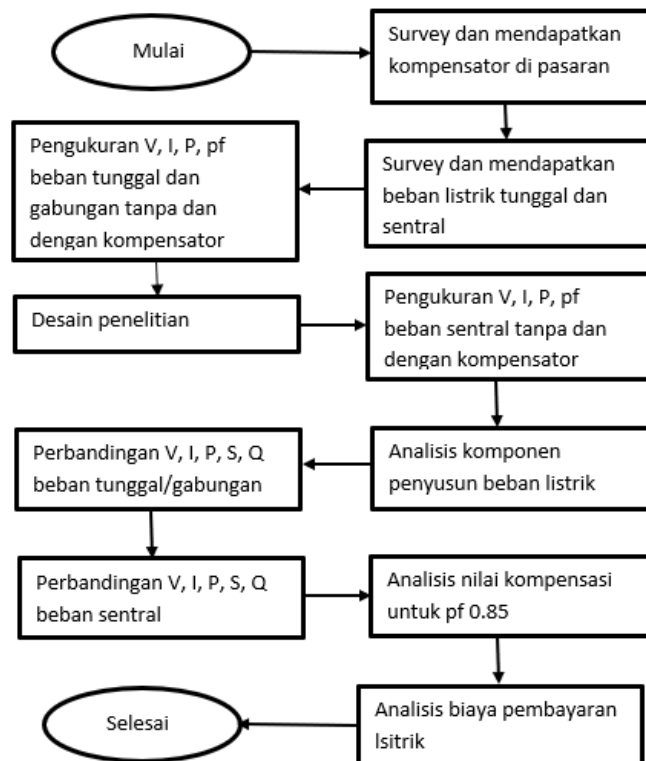 Mulai
Survey dan mendapatkan
kompensator di pasaran
Survey dan mendapatkan
beban listrik tunggal dan
sentral
Pengukuran V, I, P, pf
beban tunggal dan
gabungan tanpa dan
dengan kompensator
Desain penelitian
Pengukuran V, I, P, pf
beban sentral tanpa dan
dengan kompensator
Analisis komponen
penyusun beban listrik
Perbandingan V, I, P, S, Q
beban tunggal/gabungan
Perbandingan V, I, P, S, Q
beban sentral
Analisis nilai kompensasi
untuk pf 0.85
Analisis biaya pembayaran
lsitrik
Selesai